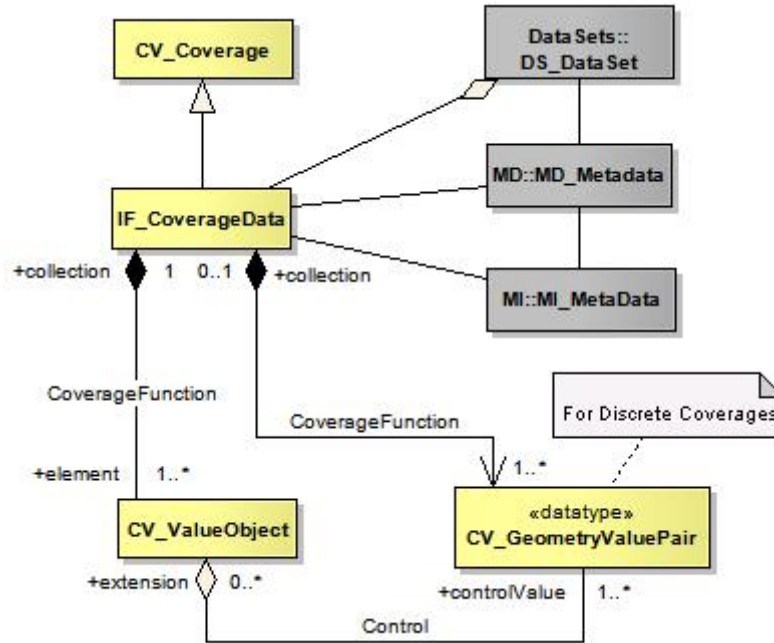 CV_Coverage
DataSets::
DS_DataSet
MD::MD_Metadata
IF_CoverageData
MI::MI_MetaData
+collection
1
0..1
+collection
CoverageFunction
CoverageFunction
For Discrete Coverages
+element
1..*
1..*
CV_ValueObject
«datatype»
CV_GeometryValuePair
+extension
0..*
+controlValue
1..*
Control